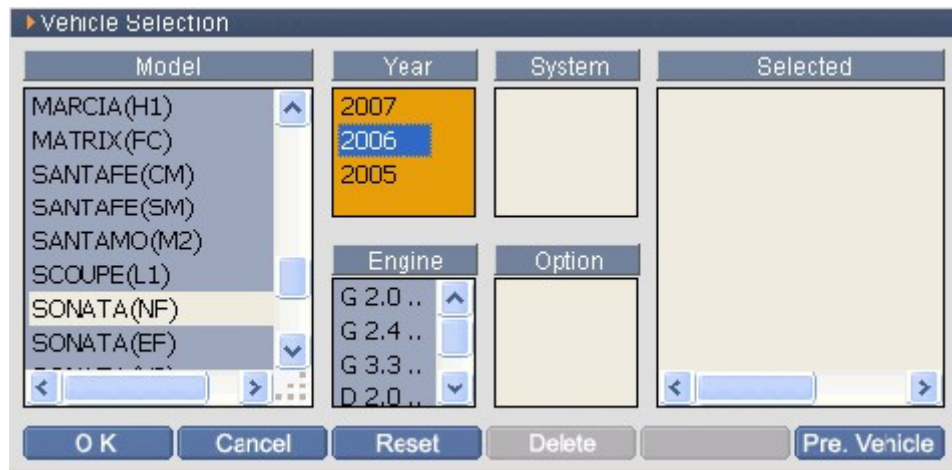 Vehicle Selection
Model
MARCIA(H1)
MATRIX(FC)
SANTAFE(CM)
SANTAFE(SM)
SANTAMO(M2)
SCOUPE(L1)
SONATA(NF)
SONATA(EF)
Year
2007
2006
2005
System
Selected
Engine
G 2.0 ..
G 2.4 ..
G 3.3 ..
D 2.0 ..
Option
O K
Cancel
Reset
Delete
Pre. Vehicle